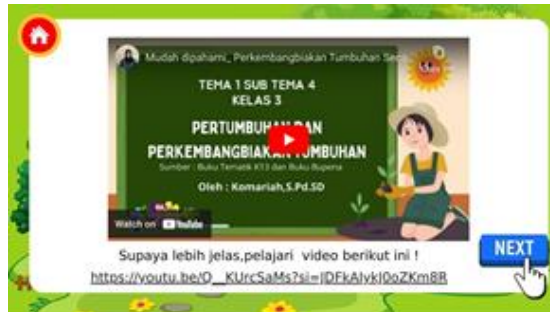 Mudah dipahami_ Perkembangbiakan Tumbuhan Seca
TEMA 1 SUB TEMA 4
KELAS 3
PERTUMBUHAN DAN
PERKEMBANGBIAKAN TUMBUHAN
Sumber : Buku Tematik K13 dan Buku Bupena
Oleh : Komariah,S.Pd.SD
Watch on YouTube
Supaya lebih jelas,pelajari video berikut ini !
NEXT